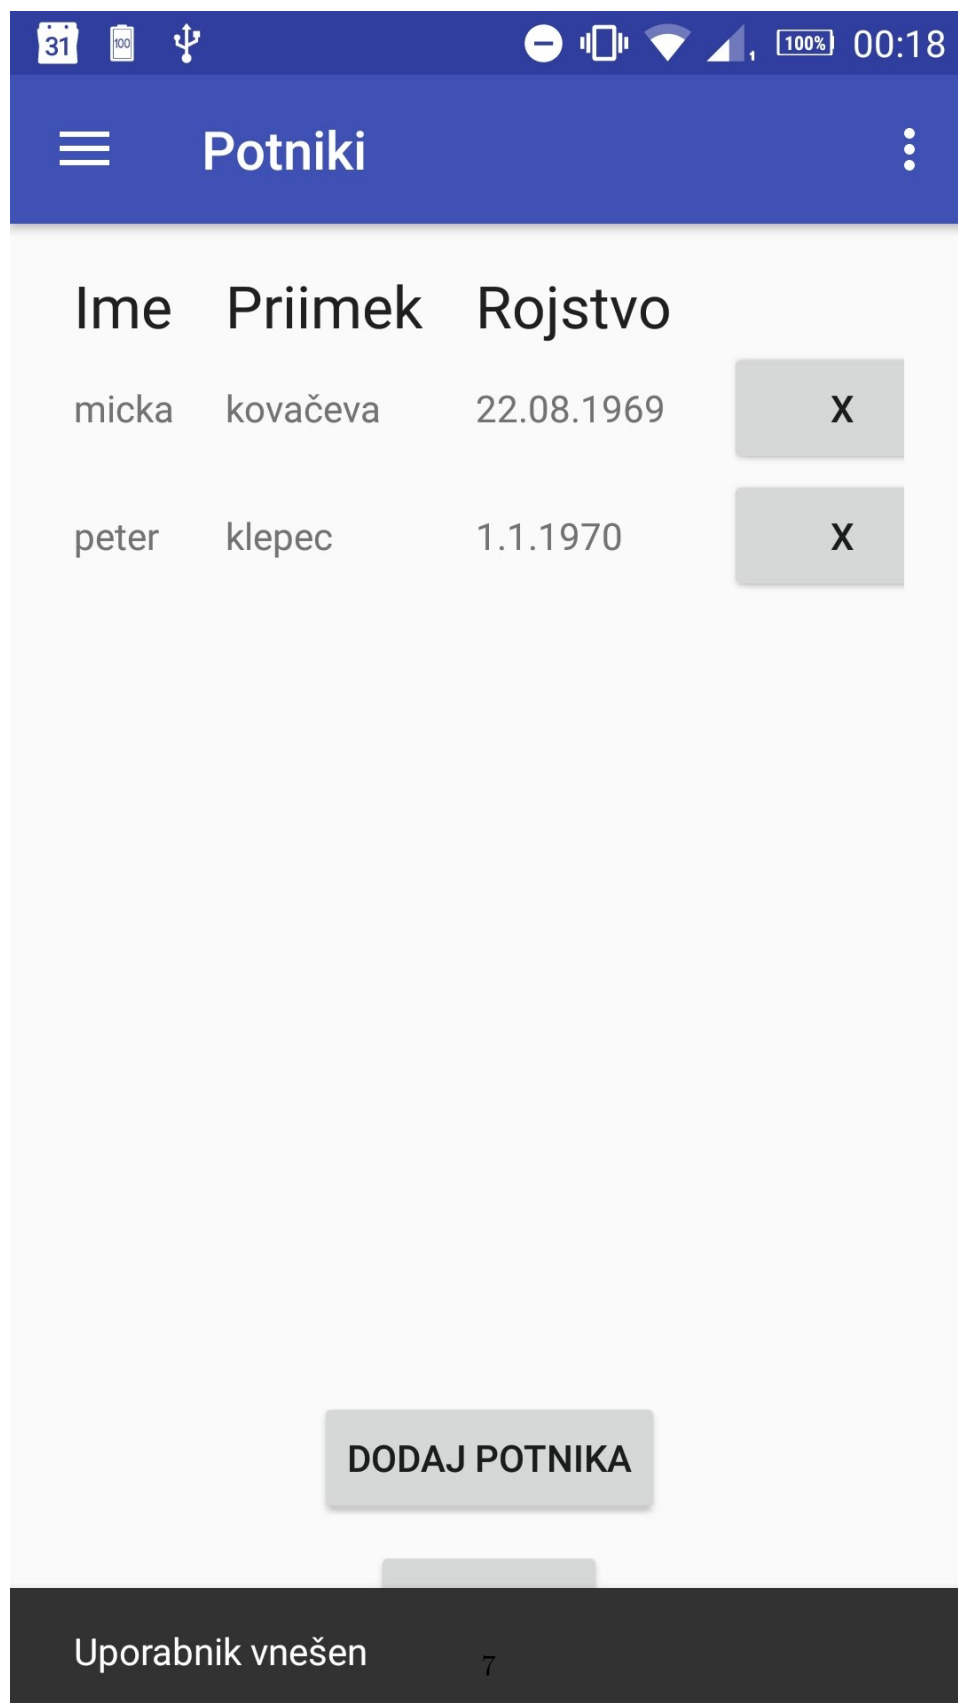 31 100 100% 00:18
Potniki
Ime Priimek Rojstvo
micka kovačeva 22.08.1969 X
peter klepec 1.1.1970 X
DODAJ POTNIKA
Uporabnik vnešen
7